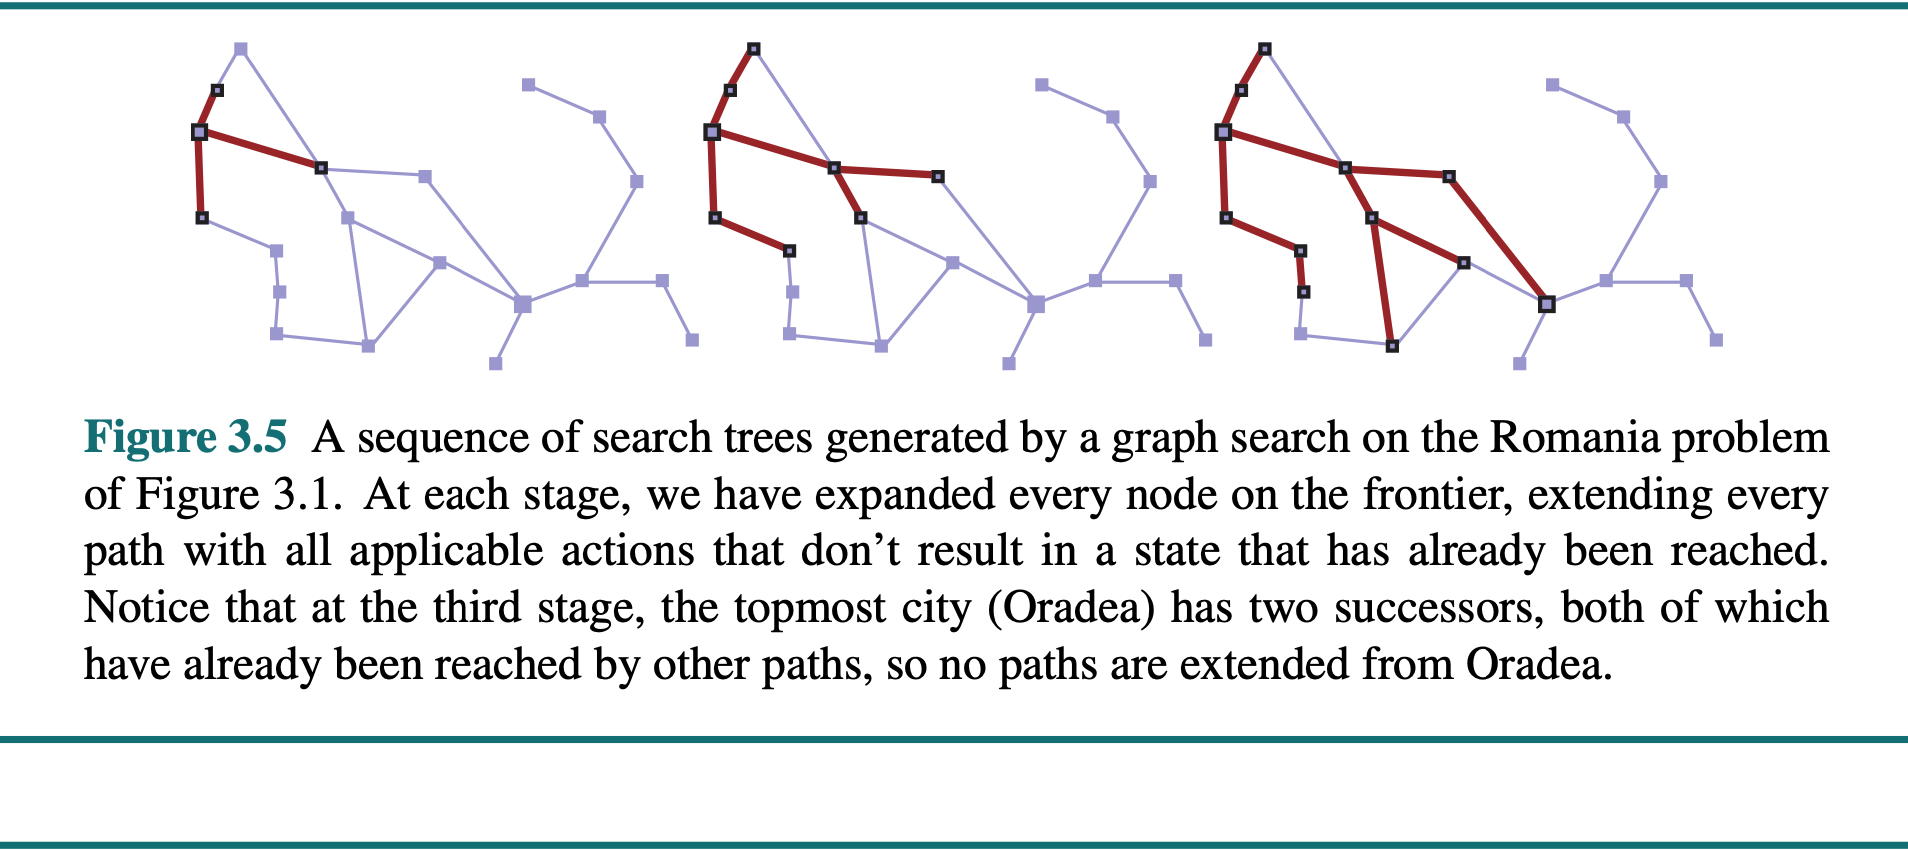 Figure 3.5 A sequence of search trees generated by a graph search on the Romania problem
of Figure 3.1. At each stage, we have expanded every node on the frontier, extending every
path with all applicable actions that don’t result in a state that has already been reached.
Notice that at the third stage, the topmost city (Oradea) has two successors, both of which
have already been reached by other paths, so no paths are extended from Oradea.